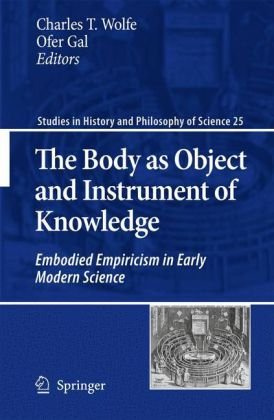 Charles T. Wolfe
Ofer Gal
Editors
Studies in History and Philosophy of Science 25
The Body as Object
and Instrument of
Knowledge
Embodied Empiricism in Early
Modern Science
Springer